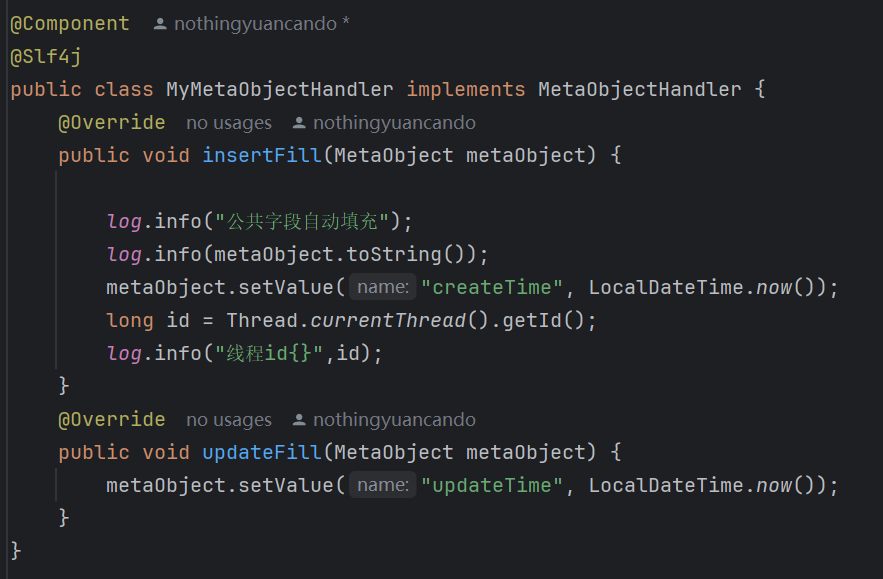 @Component nothingyuancando *
@Slf4j
public class MyMetaObjectHandler implements MetaObjectHandler {
@Override no usages nothingyuancando
public void insertFill(MetaObject metaObject) {
log.info("公共字段自动填充");
log.info(metaObject.toString());
metaObject.setValue( name: "createTime", LocalDateTime.now());
long id = Thread.currentThread().getId();
log.info("线程id{}",id);
}
@Override no usages nothingyuancando
public void updateFill(MetaObject metaObject) {
metaObject.setValue( name: "updateTime", LocalDateTime.now());
}
}